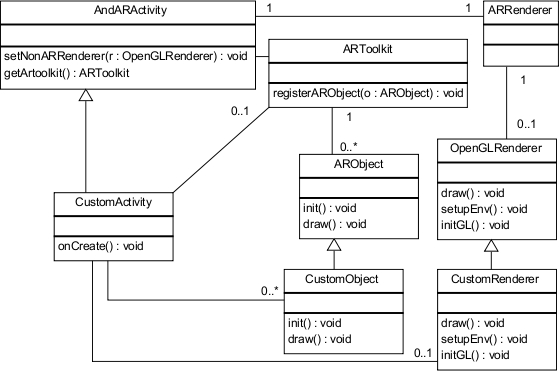 AndARActivity
setNonARRenderer(r : OpenGLRenderer) : void
getArtoolkit() : ARToolkit
1
1
ARRenderer
ARToolkit
registerARObject(o : ARObject) : void
0..1
1
0..*
1
0..1
ARObject
init() : void
draw() : void
OpenGLRenderer
draw() : void
setupEnv() : void
initGL() : void
CustomActivity
onCreate() : void
0..*
CustomObject
init() : void
draw() : void
0..1
CustomRenderer
draw() : void
setupEnv() : void
initGL() : void